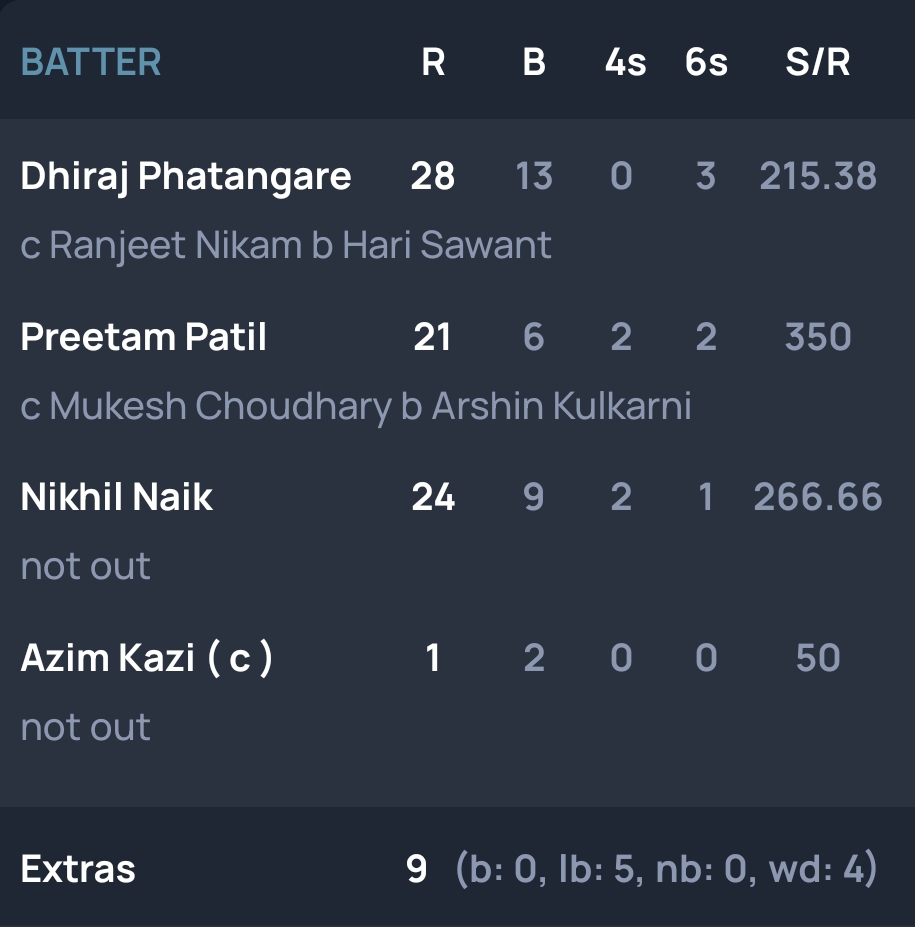 BATTER R B 4s 6s S/R
Dhiraj Phatangare 28 13 0 3 215.38
c Ranjeet Nikam b Hari Sawant
Preetam Patil 21 6 2 2 350
c Mukesh Choudhary b Arshin Kulkarni
Nikhil Naik 24 9 2 1 266.66
not out
Azim Kazi ( c ) 1 2 0 0 50
not out
Extras 9 (b: 0, lb: 5, nb: 0, wd: 4)